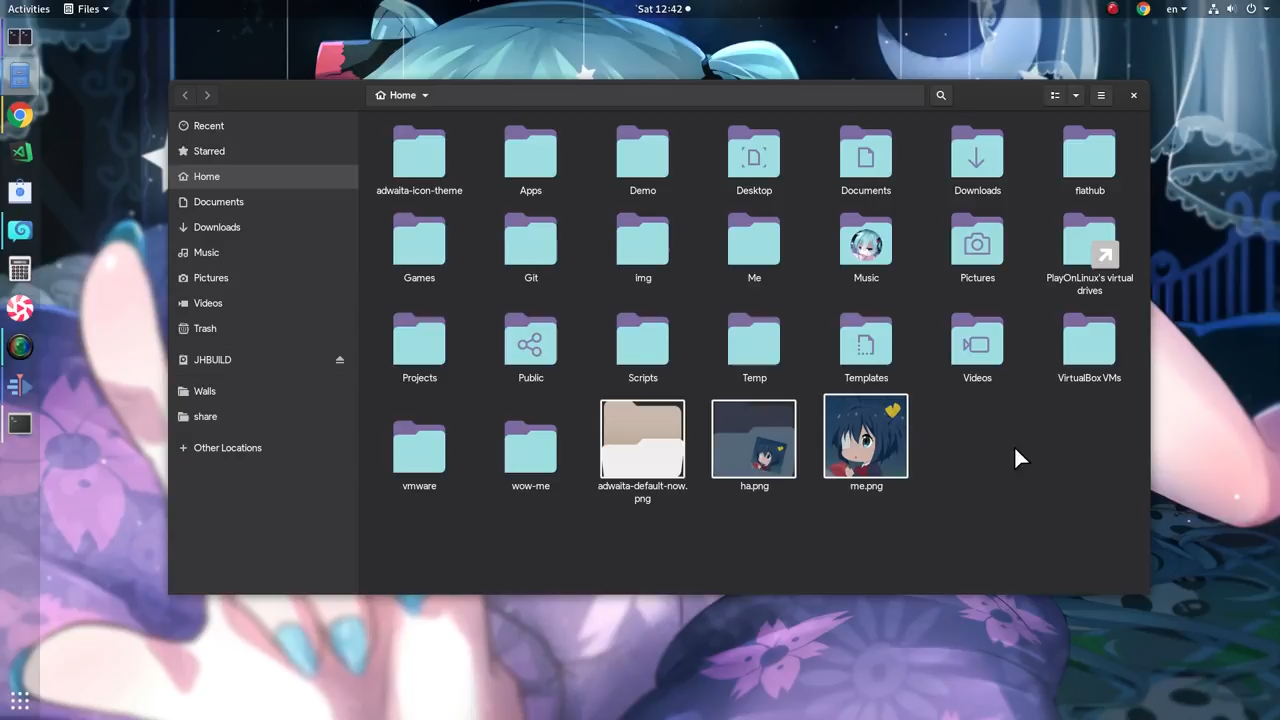 Activities
Files
Sat 12:42
en
Home
Recent
Starred
Home
Documents
Downloads
Music
Pictures
Videos
Trash
JHBUILD
Walls
share
Other Locations
adwaita-icon-theme
Apps
Demo
Desktop
Documents
Downloads
flathub
Games
Git
img
Me
Music
Pictures
PlayOnLinux's virtual
drives
Projects
Public
Scripts
Temp
Templates
Videos
VirtualBox VMs
vmware
wow-me
adwaita-default-now.
png
ha.png
me.png